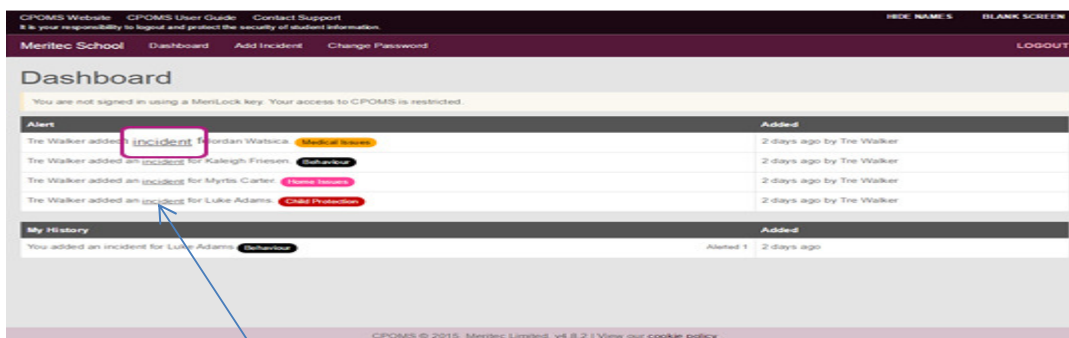 CPOMS Website CPOMS User Guide Contact Support HIDE NAMES BLANK SCREEN
It is your responsibility to logout and protect the security of student information.
Meritec School Dashboard Add Incident Change Password LOGOUT
Dashboard
You are not signed in using a MeriLock key. Your access to CPOMS is restricted.
Alert Added
Tre Walker added incident Jordan Watsica. Medical Issues 2 days ago by Tre Walker
Tre Walker added an incident for Kaleigh Friesen. Behaviour 2 days ago by Tre Walker
Tre Walker added an incident for Myrtis Carter. Home Issues 2 days ago by Tre Walker
Tre Walker added an incident for Luke Adams. Child Protection 2 days ago by Tre Walker
My History Added
You added an incident for Luke Adams Behaviour Alerted 1 2 days ago
CPOMS © 2015, Meritec Limited, v4.8.2 | View our cookie policy